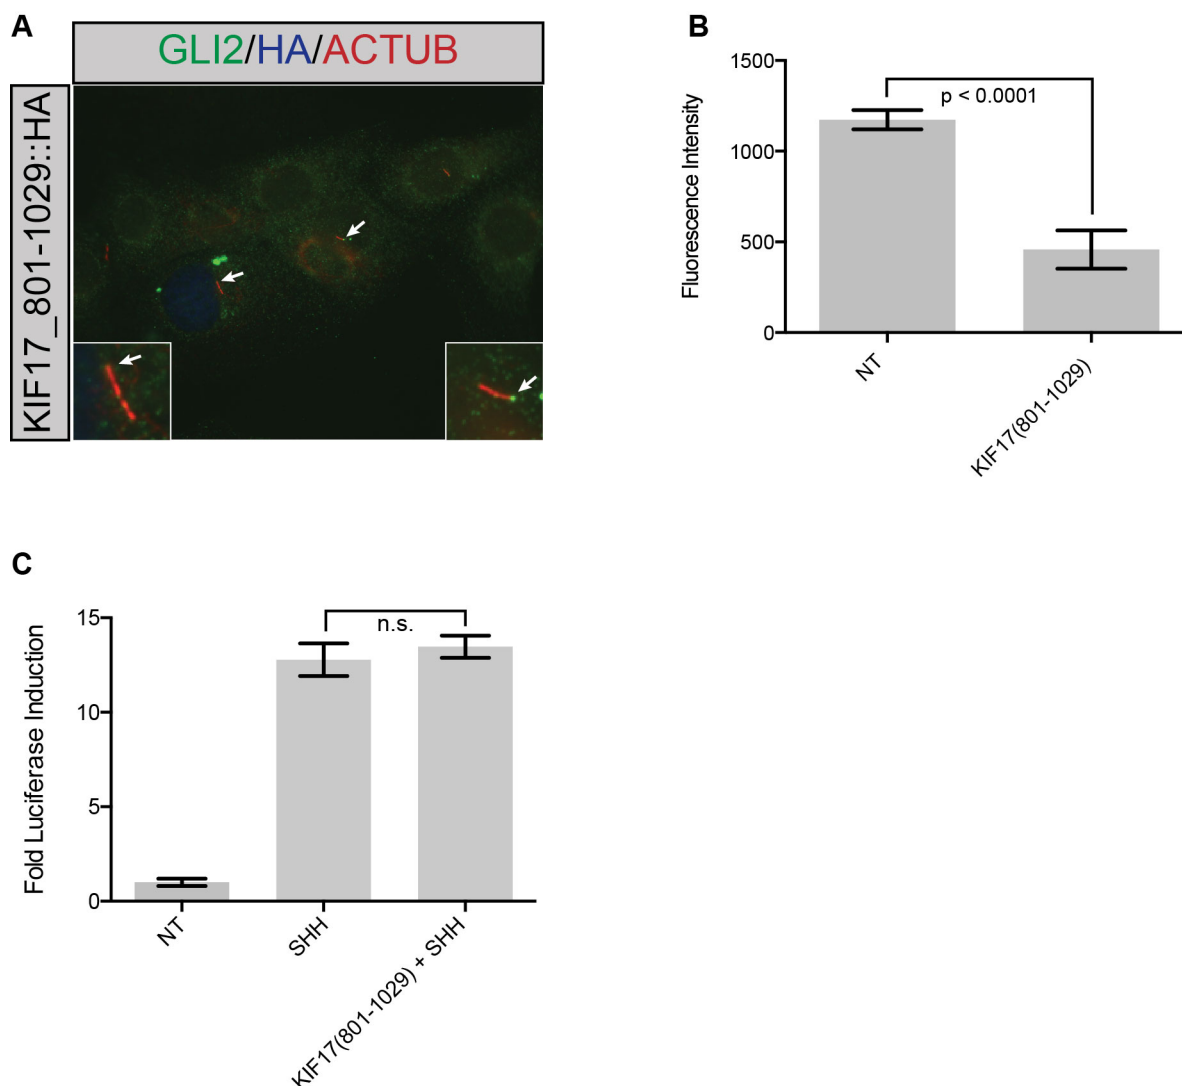 A
GLI2/HA/ACTUB
KIF17_801-1029::HA
B
Fluorescence Intensity
1500
1000
500
0
p < 0.0001
NT
KIF17(801-1029)
C
Fold Luciferase Induction
15
10
5
0
n.s.
NT
SHH
KIF17(801-1029) + SHH